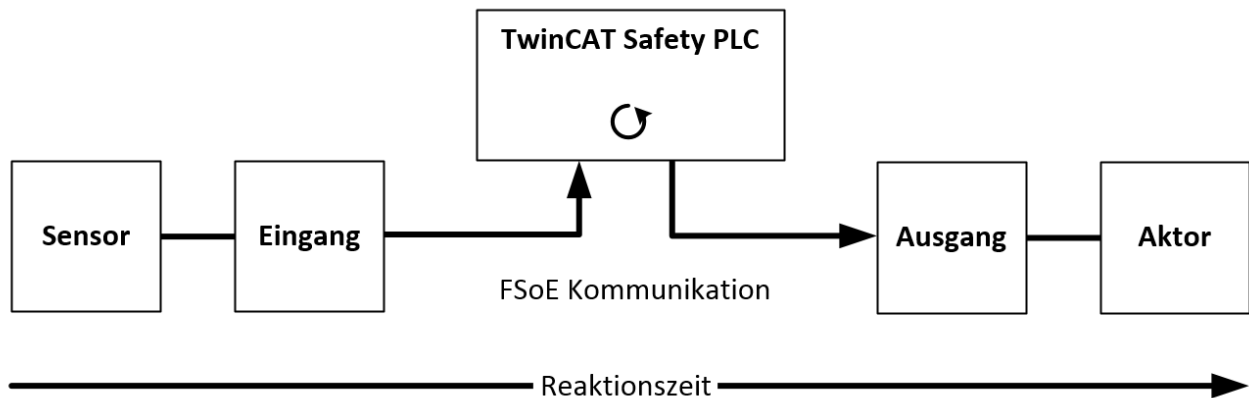 TwinCAT Safety PLC
Sensor
Eingang
Ausgang
Aktor
FSoE Kommunikation
Reaktionszeit